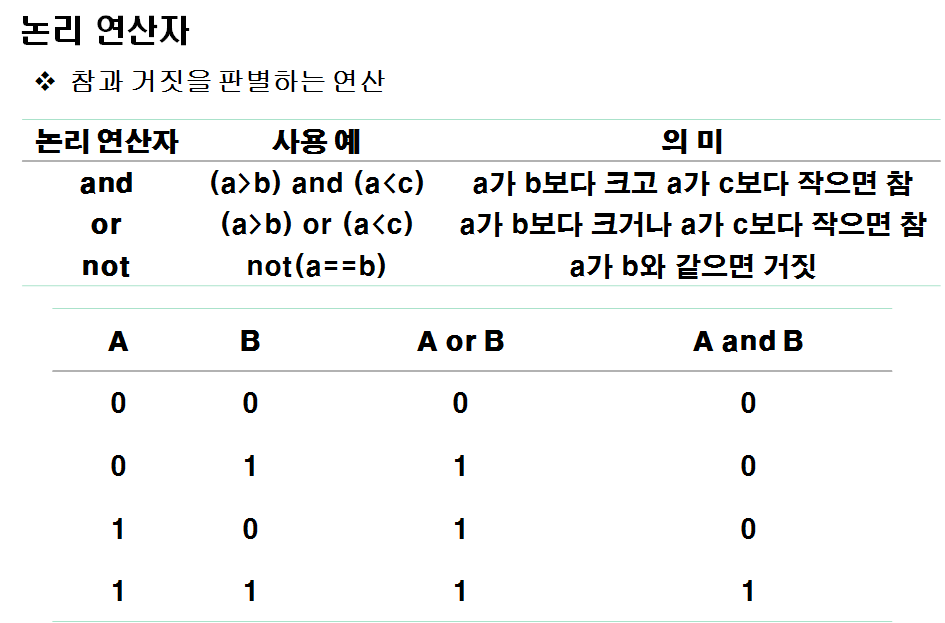 논리 연산자
❖ 참과 거짓을 판별하는 연산
논리 연산자 사용 예 의 미
and (a>b) and (a<c) a가 b보다 크고 a가 c보다 작으면 참
or (a>b) or (a<c) a가 b보다 크거나 a가 c보다 작으면 참
not not(a==b) a가 b와 같으면 거짓
A B A or B A and B
0 0 0 0
0 1 1 0
1 0 1 0
1 1 1 1